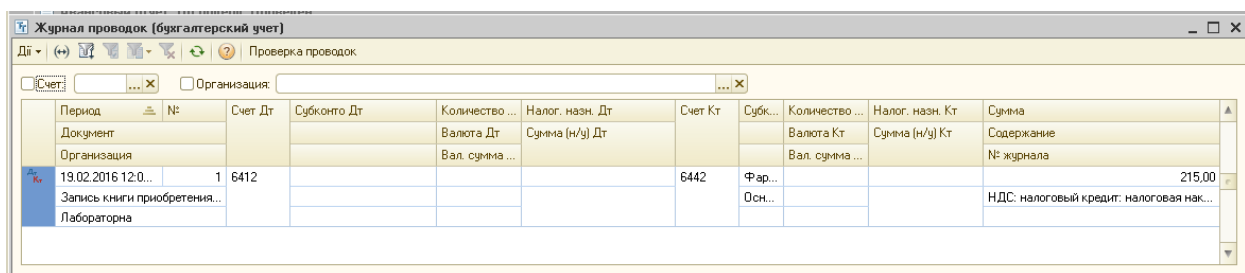 Журнал проводок (бухгалтерский учет)
Дії Проверка проводок
Счет: ... Организация: ...
Период № Счет Дт Субконто Дт Количество ... Налог. назн. Дт Счет Кт Субк... Количество ... Налог. назн. Кт Сумма
Документ Валюта Дт Сумма (н/у) Дт Валюта Кт Сумма (н/у) Кт Содержание
Организация Вал. сумма ... Вал. сумма ... № журнала
19.02.2016 12:0... 1 6412 6442 Фар... 215,00
Запись книги приобретения... Осн... НДС: налоговый кредит: налоговая нак...
Лабораторна